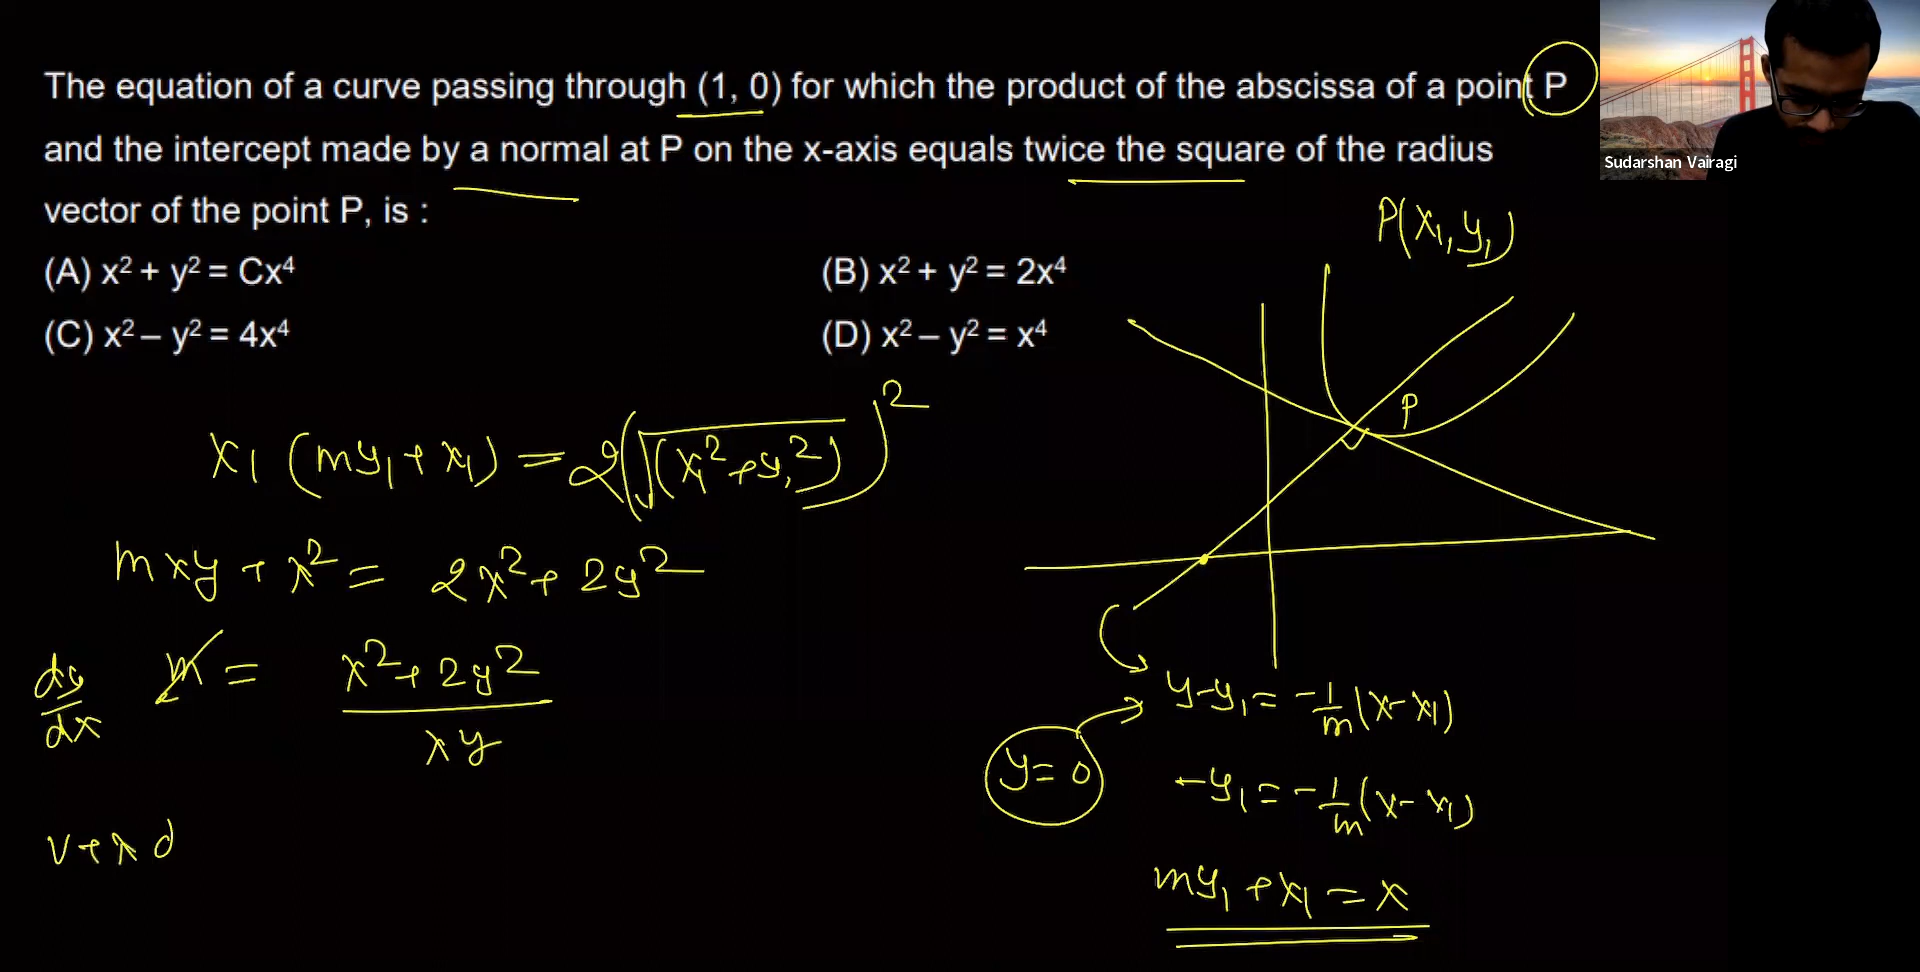 The equation of a curve passing through (1, 0) for which the product of the abscissa of a point P
and the intercept made by a normal at P on the x-axis equals twice the square of the radius
vector of the point P, is :
(A) x² + y² = Cx⁴
(B) x² + y² = 2x⁴
(C) x² – y² = 4x⁴
(D) x² – y² = x⁴
Sudarshan Vairagi
P(x₁, y₁)
P
x₁ (my₁ + x₁) = 2(√(x₁² + y₁²))²
mxy + x² = 2x² + 2y²
dy/dx m = x² + 2y² / xy
v + x d
y - y₁ = -1/m (x - x₁)
y = 0
-y₁ = -1/m (x - x₁)
my₁ + x₁ = x